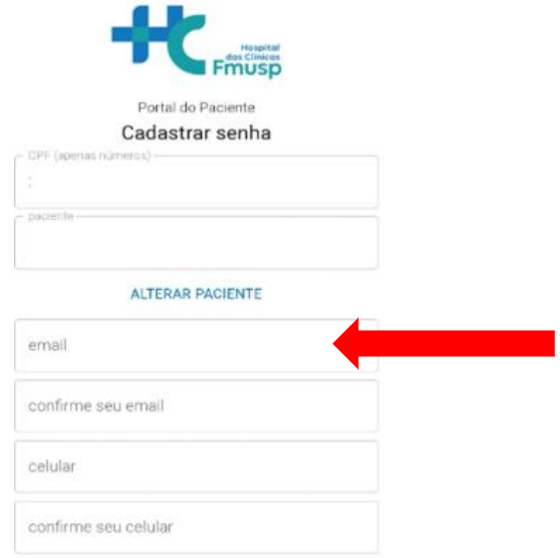 HC
Hospital
das Clínicas
Fmusp
Portal do Paciente
Cadastrar senha
CPF (apenas números)
:
paciente
ALTERAR PACIENTE
email
confirme seu email
celular
confirme seu celular